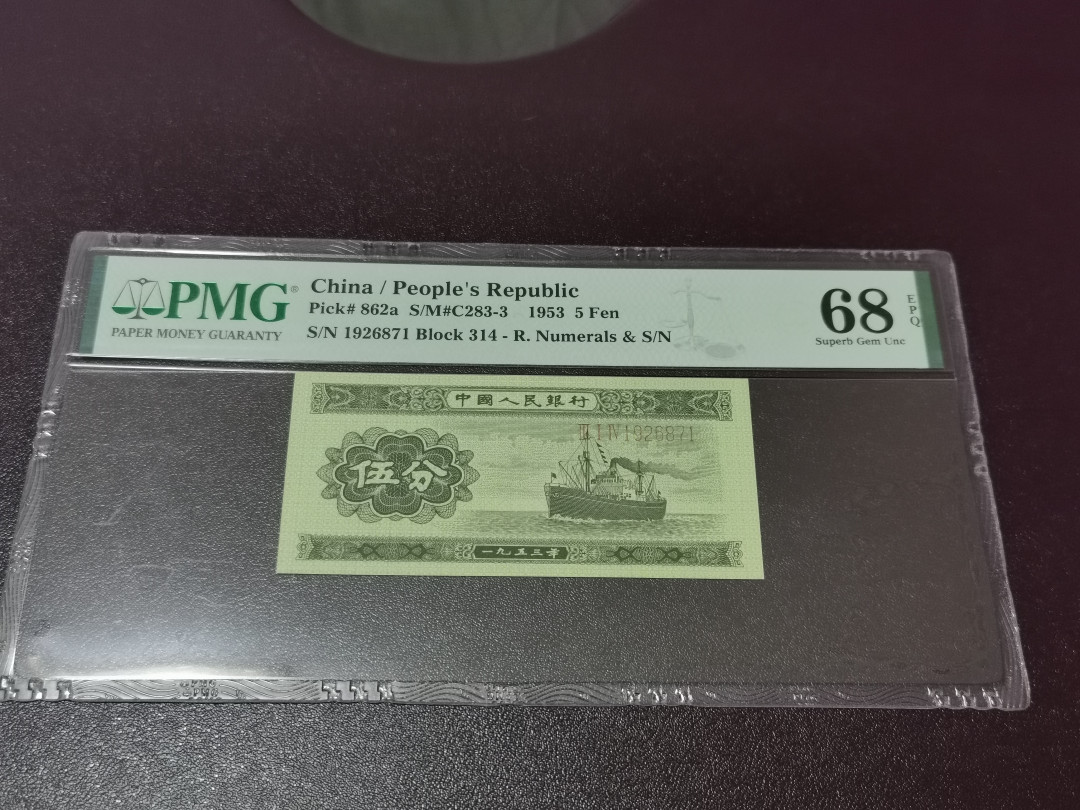 PMG®
PAPER MONEY GUARANTY
China / People's Republic
Pick# 862a S/M#C283-3 1953 5 Fen
S/N 1926871 Block 314 - R. Numerals & S/N
68
EPQ
Superb Gem Unc
中國人民銀行
III I IV 1926871
伍分
一九五三年